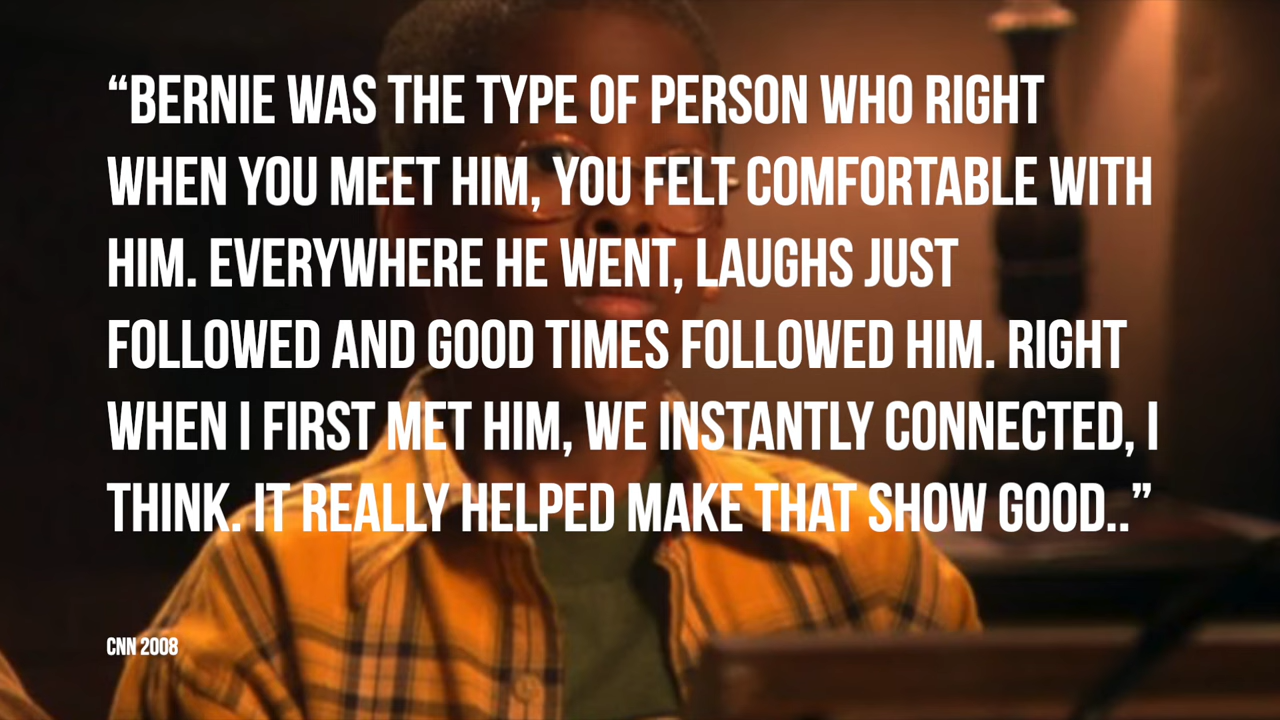 “BERNIE WAS THE TYPE OF PERSON WHO RIGHT
WHEN YOU MEET HIM, YOU FELT COMFORTABLE WITH
HIM. EVERYWHERE HE WENT, LAUGHS JUST
FOLLOWED AND GOOD TIMES FOLLOWED HIM. RIGHT
WHEN I FIRST MET HIM, WE INSTANTLY CONNECTED, I
THINK. IT REALLY HELPED MAKE THAT SHOW GOOD..”
CNN 2008